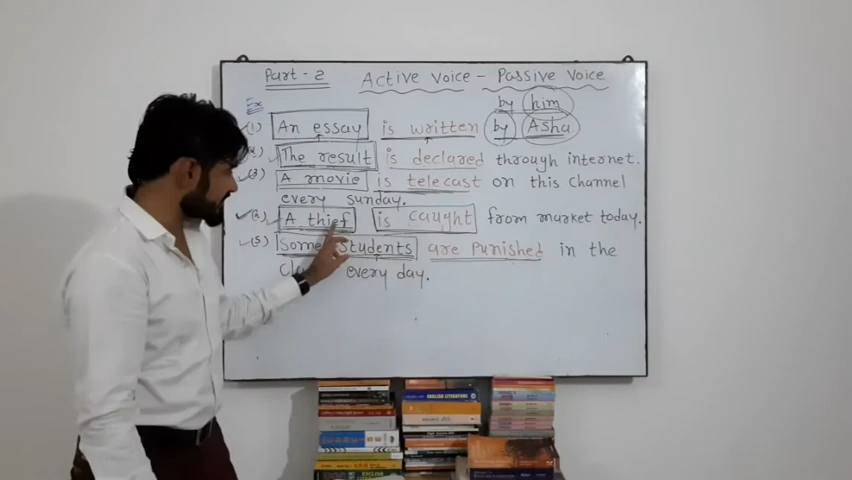 Part - 2 Active Voice - Passive Voice
Ex by him
(1) An essay is written by Asha
The result is declared through internet.
(3) A movie is telecast on this Channel
every sunday.
A thief is caught from market today.
(5) Some Students are Punished in the
every day.
ENGLISH LITERATURE